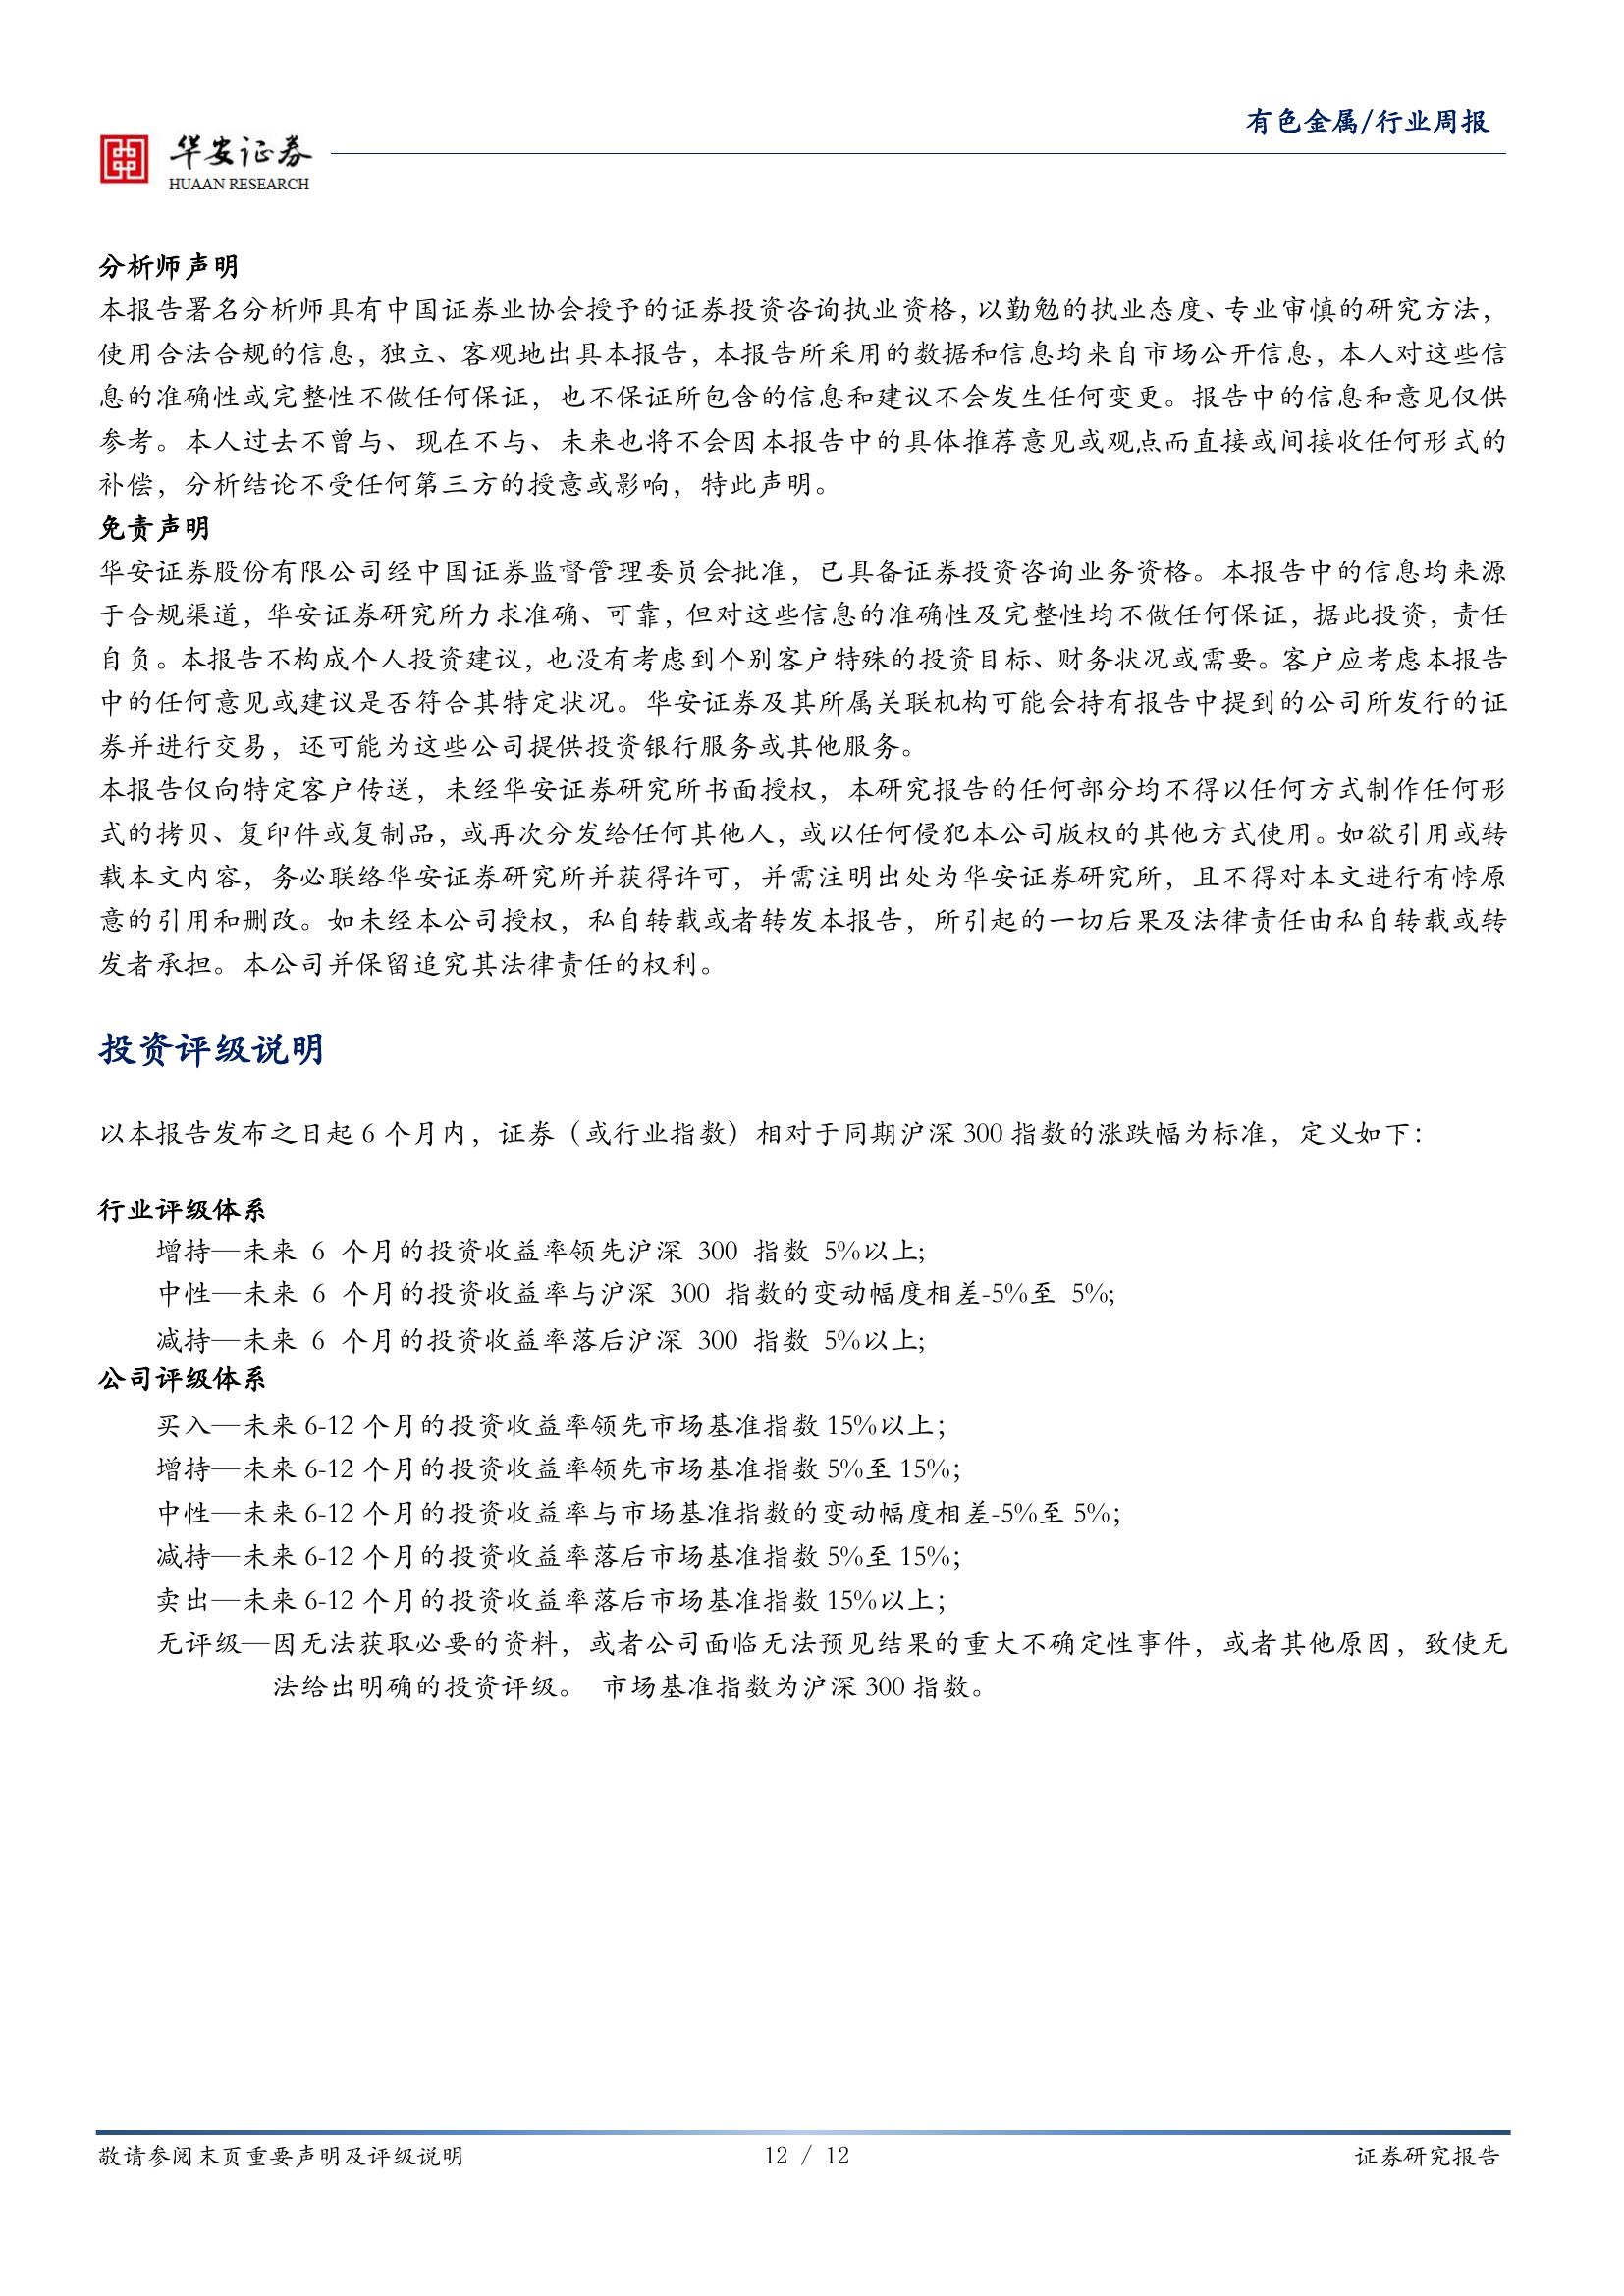 有色金属/行业周报
华安证券
HUAAN RESEARCH
分析师声明
本报告署名分析师具有中国证券业协会授予的证券投资咨询执业资格，以勤勉的执业态度、专业审慎的研究方法，
使用合法合规的信息，独立、客观地出具本报告，本报告所采用的数据和信息均来自市场公开信息，本人对这些信
息的准确性或完整性不做任何保证，也不保证所包含的信息和建议不会发生任何变更。报告中的信息和意见仅供
参考。本人过去不曾与、现在不与、未来也将不会因本报告中的具体推荐意见或观点而直接或间接收任何形式的
补偿，分析结论不受任何第三方的授意或影响，特此声明。
免责声明
华安证券股份有限公司经中国证券监督管理委员会批准，已具备证券投资咨询业务资格。本报告中的信息均来源
于合规渠道，华安证券研究所力求准确、可靠，但对这些信息的准确性及完整性均不做任何保证，据此投资，责任
自负。本报告不构成个人投资建议，也没有考虑到个别客户特殊的投资目标、财务状况或需要。客户应考虑本报告
中的任何意见或建议是否符合其特定状况。华安证券及其所属关联机构可能会持有报告中提到的公司所发行的证
券并进行交易，还可能为这些公司提供投资银行服务或其他服务。
本报告仅向特定客户传送，未经华安证券研究所书面授权，本研究报告的任何部分均不得以任何方式制作任何形
式的拷贝、复印件或复制品，或再次分发给任何其他人，或以任何侵犯本公司版权的其他方式使用。如欲引用或转
载本文内容，务必联络华安证券研究所并获得许可，并需注明出处为华安证券研究所，且不得对本文进行有悖原
意的引用和删改。如未经本公司授权，私自转载或者转发本报告，所引起的一切后果及法律责任由私自转载或转
发者承担。本公司并保留追究其法律责任的权利。
投资评级说明
以本报告发布之日起 6 个月内，证券（或行业指数）相对于同期沪深 300 指数的涨跌幅为标准，定义如下：
行业评级体系
增持—未来 6 个月的投资收益率领先沪深 300 指数 5%以上;
中性—未来 6 个月的投资收益率与沪深 300 指数的变动幅度相差-5%至 5%;
减持—未来 6 个月的投资收益率落后沪深 300 指数 5%以上;
公司评级体系
买入—未来 6-12 个月的投资收益率领先市场基准指数 15%以上；
增持—未来 6-12 个月的投资收益率领先市场基准指数 5%至 15%；
中性—未来 6-12 个月的投资收益率与市场基准指数的变动幅度相差-5%至 5%；
减持—未来 6-12 个月的投资收益率落后市场基准指数 5%至 15%；
卖出—未来 6-12 个月的投资收益率落后市场基准指数 15%以上；
无评级—因无法获取必要的资料，或者公司面临无法预见结果的重大不确定性事件，或者其他原因，致使无
法给出明确的投资评级。 市场基准指数为沪深 300 指数。
敬请参阅末页重要声明及评级说明
12 / 12
证券研究报告